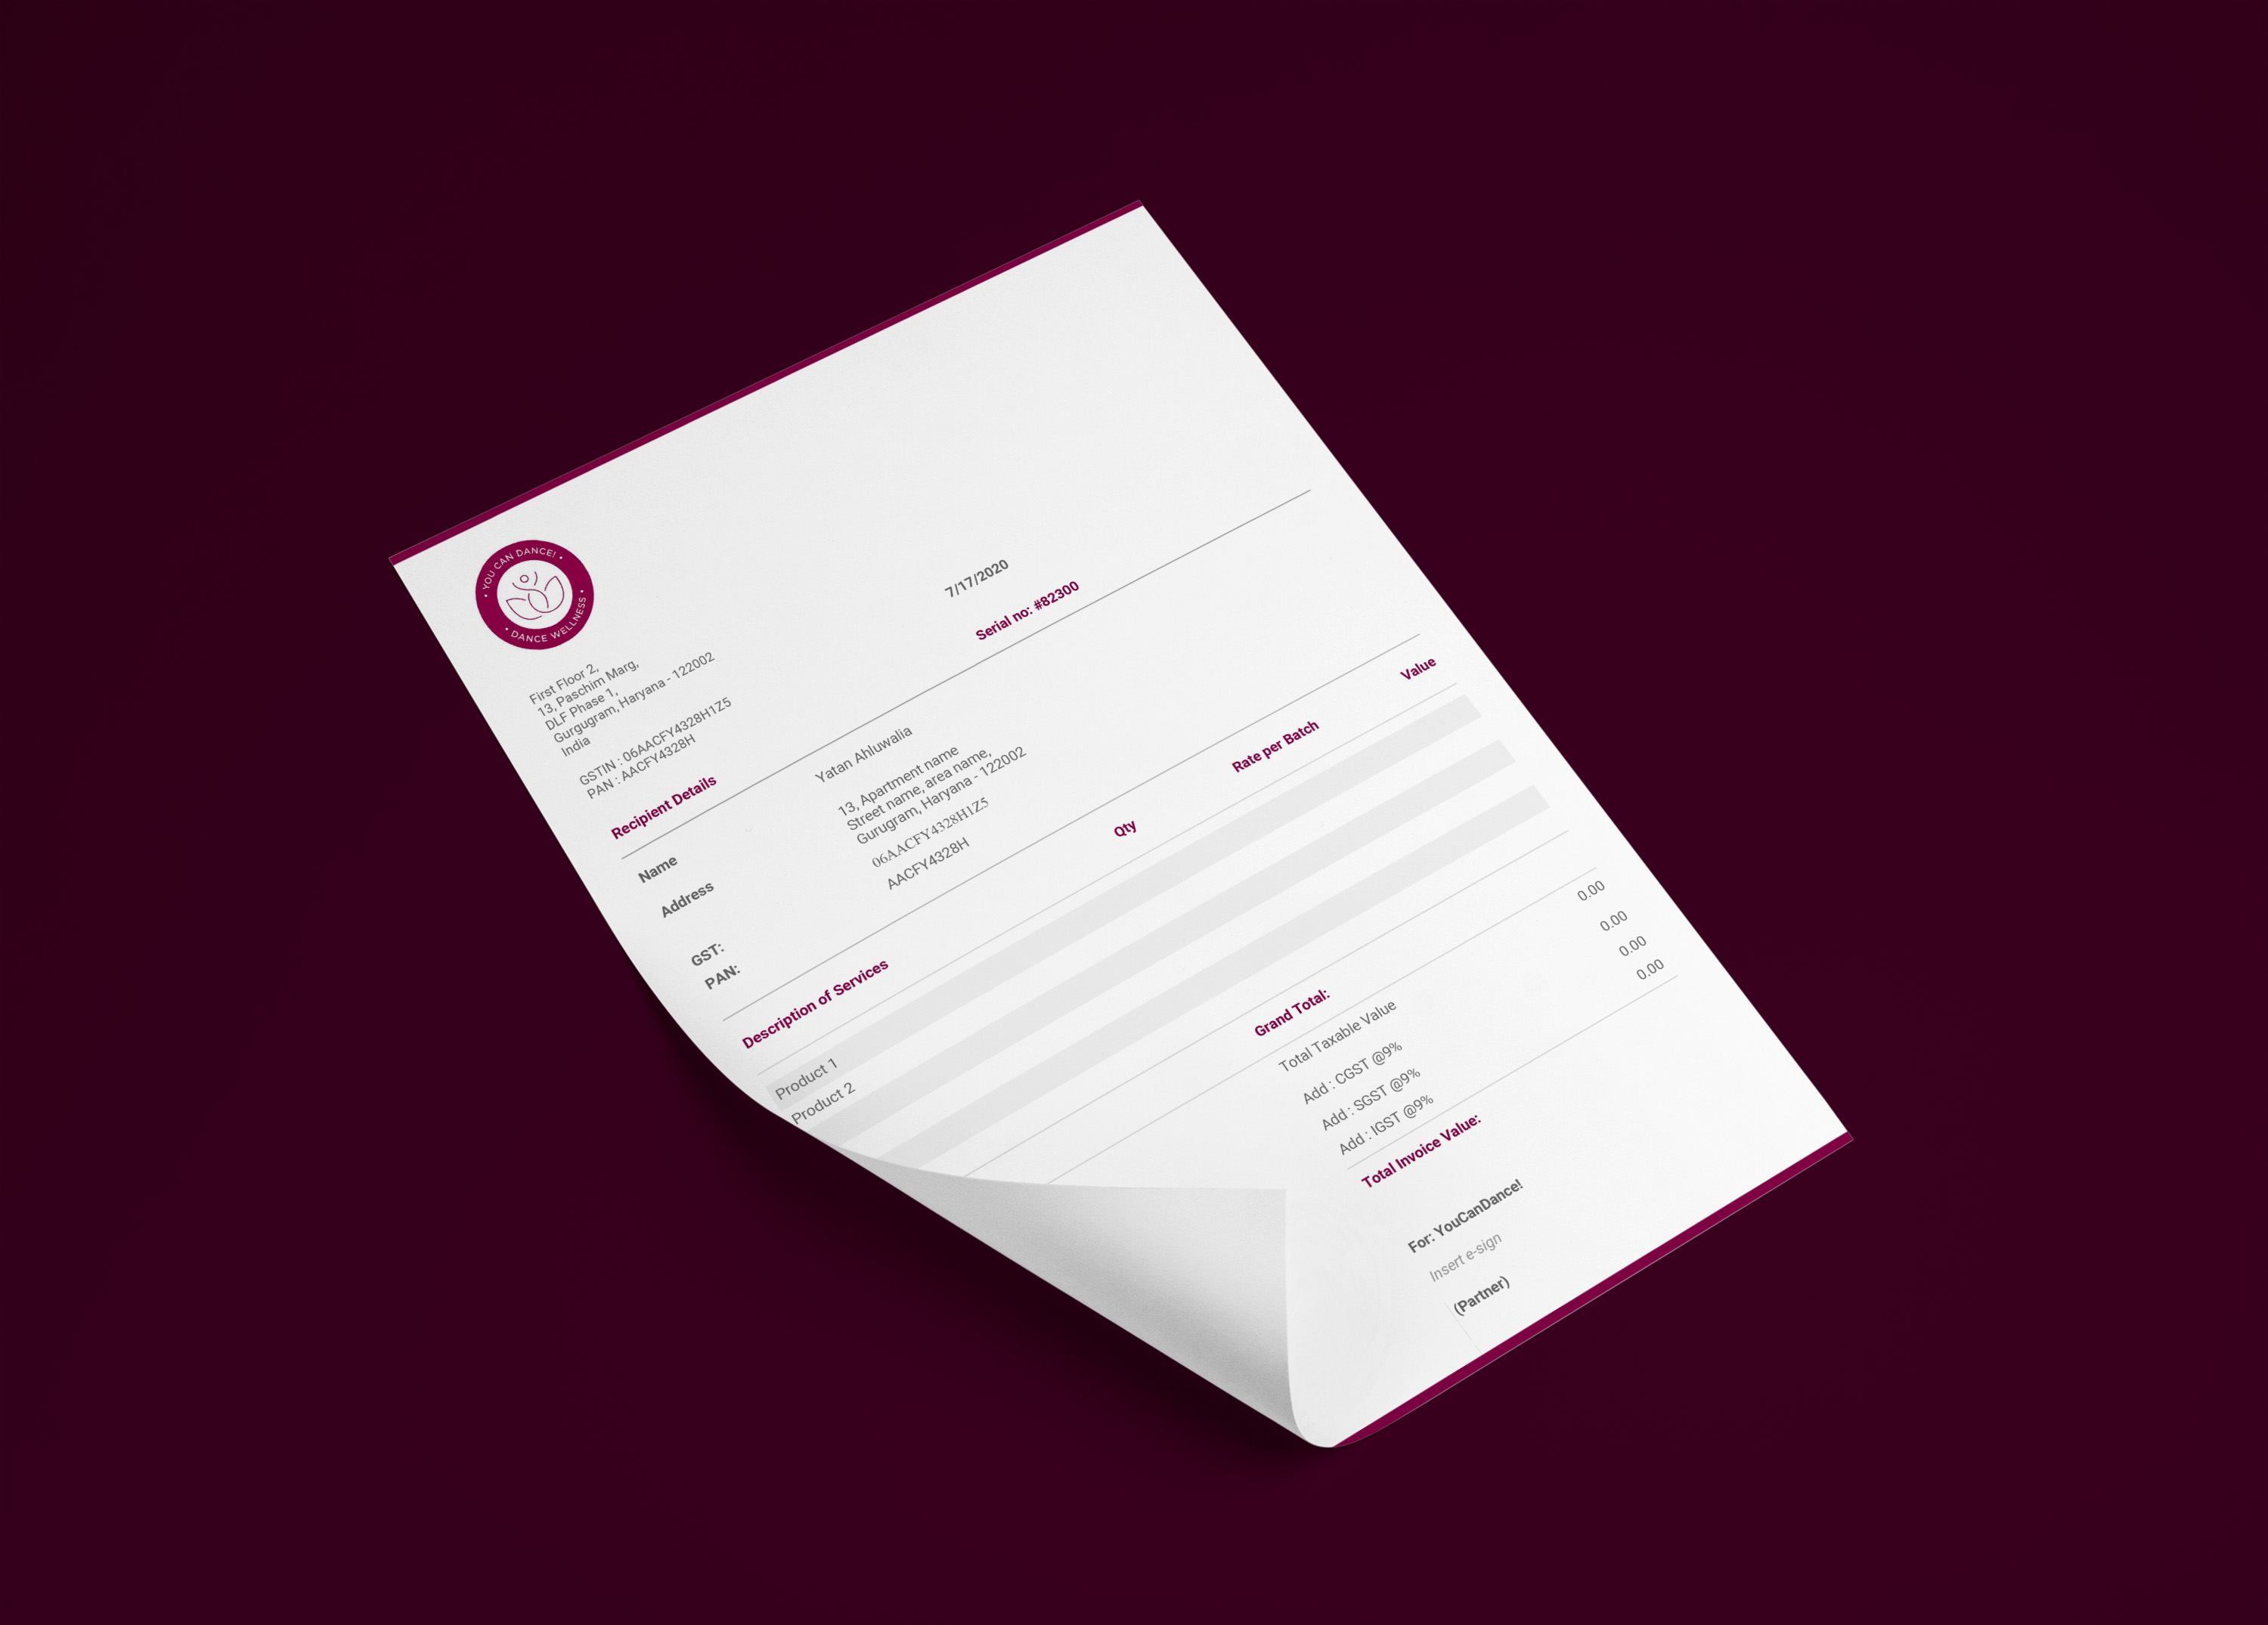 • YOU CAN DANCE! •
• DANCE WELLNESS •
First Floor 2,
13, Paschim Marg,
DLF Phase 1,
Gurgugram, Haryana - 122002
India
GSTIN : 06AACFY4328H1Z5
PAN : AACFY4328H
7/17/2020
Serial no: #82300
Recipient Details
Name Yatan Ahluwalia
Address 13, Apartment name
Street name, area name,
Gurugram, Haryana - 122002
GST: 06AACFY4328H1Z5
PAN: AACFY4328H
Description of Services Qty Rate per Batch Value
Product 1
Product 2
Grand Total:
Total Taxable Value 0.00
Add : CGST @9% 0.00
Add : SGST @9% 0.00
Add : IGST @9% 0.00
Total Invoice Value:
For: YouCanDance!
Insert e-sign
(Partner)